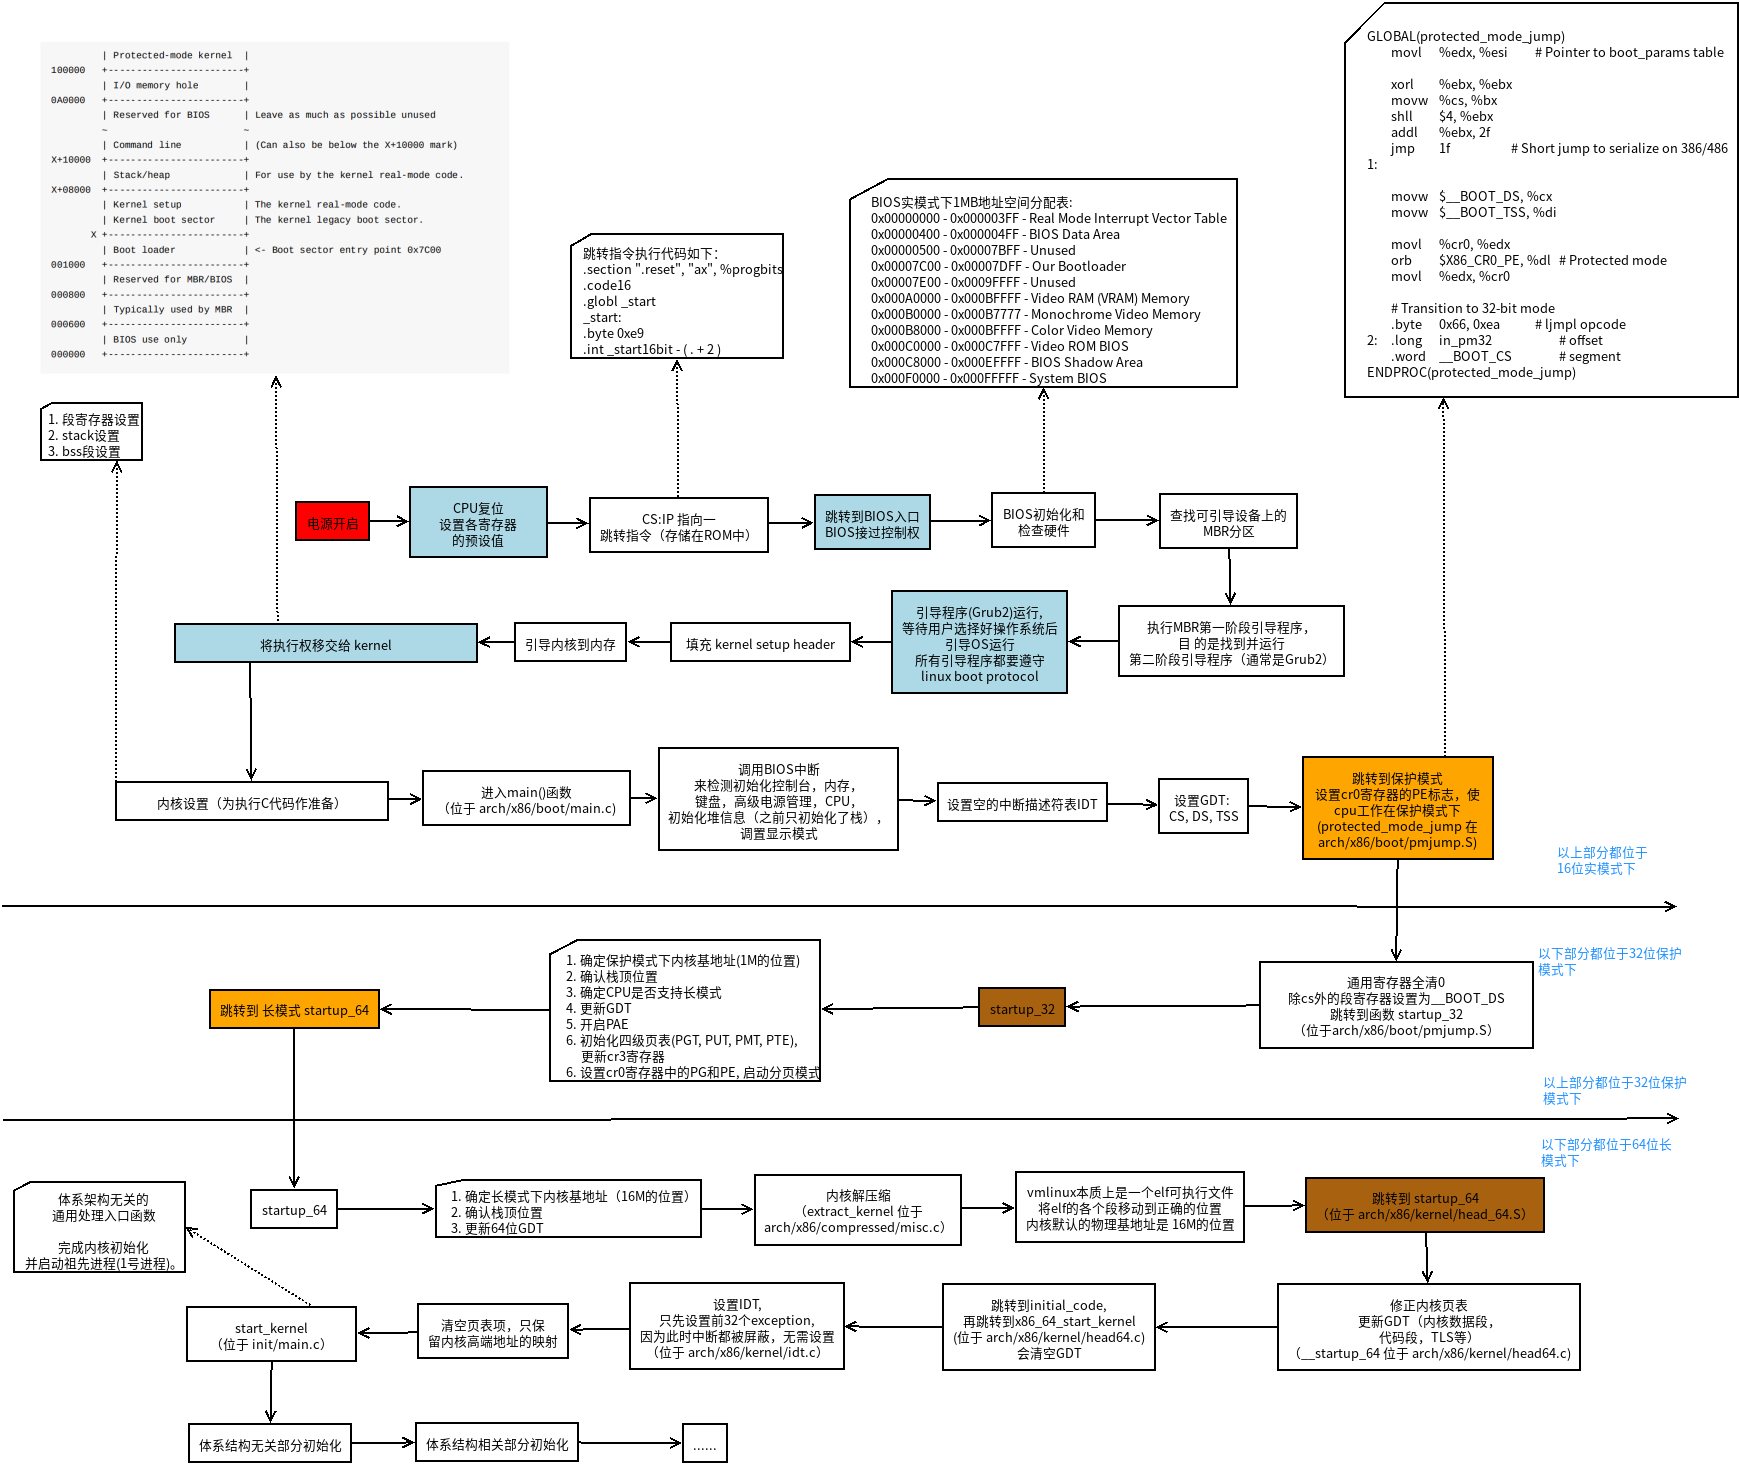 | Protected-mode kernel |
100000 +------------------------+
| I/O memory hole |
0A0000 +------------------------+
| Reserved for BIOS | Leave as much as possible unused
~ ~
| Command line | (Can also be below the X+10000 mark)
X+10000 +------------------------+
| Stack/heap | For use by the kernel real-mode code.
X+08000 +------------------------+
| Kernel setup | The kernel real-mode code.
| Kernel boot sector | The kernel legacy boot sector.
X +------------------------+
| Boot loader | <- Boot sector entry point 0x7C00
001000 +------------------------+
| Reserved for MBR/BIOS |
000800 +------------------------+
| Typically used by MBR |
000600 +------------------------+
| BIOS use only |
000000 +------------------------+
跳转指令执行代码如下：
.section ".reset", "ax", %progbits
.code16
.globl _start
_start:
.byte 0xe9
.int _start16bit - ( . + 2 )
BIOS实模式下1MB地址空间分配表:
0x00000000 - 0x000003FF - Real Mode Interrupt Vector Table
0x00000400 - 0x000004FF - BIOS Data Area
0x00000500 - 0x00007BFF - Unused
0x00007C00 - 0x00007DFF - Our Bootloader
0x00007E00 - 0x0009FFFF - Unused
0x000A0000 - 0x000BFFFF - Video RAM (VRAM) Memory
0x000B0000 - 0x000B7777 - Monochrome Video Memory
0x000B8000 - 0x000BFFFF - Color Video Memory
0x000C0000 - 0x000C7FFF - Video ROM BIOS
0x000C8000 - 0x000EFFFF - BIOS Shadow Area
0x000F0000 - 0x000FFFFF - System BIOS
GLOBAL(protected_mode_jump)
movl %edx, %esi # Pointer to boot_params table
xorl %ebx, %ebx
movw %cs, %bx
shll $4, %ebx
addl %ebx, 2f
jmp 1f # Short jump to serialize on 386/486
1:
movw $__BOOT_DS, %cx
movw $__BOOT_TSS, %di
movl %cr0, %edx
orb $X86_CR0_PE, %dl # Protected mode
movl %edx, %cr0
# Transition to 32-bit mode
.byte 0x66, 0xea # ljmpl opcode
2: .long in_pm32 # offset
.word __BOOT_CS # segment
ENDPROC(protected_mode_jump)
1. 段寄存器设置
2. stack设置
3. bss段设置
电源开启
CPU复位
设置各寄存器
的预设值
CS:IP 指向一
跳转指令（存储在ROM中）
跳转到BIOS入口
BIOS接过控制权
BIOS初始化和
检查硬件
查找可引导设备上的
MBR分区
执行MBR第一阶段引导程序，
目 的是找到并运行
第二阶段引导程序（通常是Grub2）
引导程序(Grub2)运行,
等待用户选择好操作系统后
引导OS运行
所有引导程序都要遵守
linux boot protocol
填充 kernel setup header
引导内核到内存
将执行权移交给 kernel
内核设置（为执行C代码作准备）
进入main()函数
（位于 arch/x86/boot/main.c)
调用BIOS中断
来检测初始化控制台，内存，
键盘，高级电源管理，CPU，
初始化堆信息（之前只初始化了栈），
调置显示模式
设置空的中断描述符表IDT
设置GDT:
CS, DS, TSS
跳转到保护模式
设置cr0寄存器的PE标志，使
cpu工作在保护模式下
(protected_mode_jump 在
arch/x86/boot/pmjump.S)
以上部分都位于
16位实模式下
以下部分都位于32位保护
模式下
通用寄存器全清0
除cs外的段寄存器设置为__BOOT_DS
跳转到函数 startup_32
（位于arch/x86/boot/pmjump.S）
startup_32
1. 确定保护模式下内核基地址(1M的位置)
2. 确认栈顶位置
3. 确定CPU是否支持长模式
4. 更新GDT
5. 开启PAE
6. 初始化四级页表(PGT, PUT, PMT, PTE),
更新cr3寄存器
6. 设置cr0寄存器中的PG和PE, 启动分页模式
跳转到 长模式 startup_64
以上部分都位于32位保护
模式下
以下部分都位于64位长
模式下
startup_64
1. 确定长模式下内核基地址（16M的位置）
2. 确认栈顶位置
3. 更新64位GDT
内核解压缩
（extract_kernel 位于
arch/x86/compressed/misc.c）
vmlinux本质上是一个elf可执行文件
将elf的各个段移动到正确的位置
内核默认的物理基地址是 16M的位置
跳转到 startup_64
（位于 arch/x86/kernel/head_64.S）
修正内核页表
更新GDT（内核数据段，
代码段，TLS等）
（__startup_64 位于 arch/x86/kernel/head64.c)
跳转到initial_code,
再跳转到x86_64_start_kernel
(位于 arch/x86/kernel/head64.c)
会清空GDT
设置IDT,
只先设置前32个exception,
因为此时中断都被屏蔽，无需设置
（位于 arch/x86/kernel/idt.c）
清空页表项，只保
留内核高端地址的映射
start_kernel
（位于 init/main.c）
体系架构无关的
通用处理入口函数
完成内核初始化
并启动祖先进程(1号进程)。
体系结构无关部分初始化
体系结构相关部分初始化
......